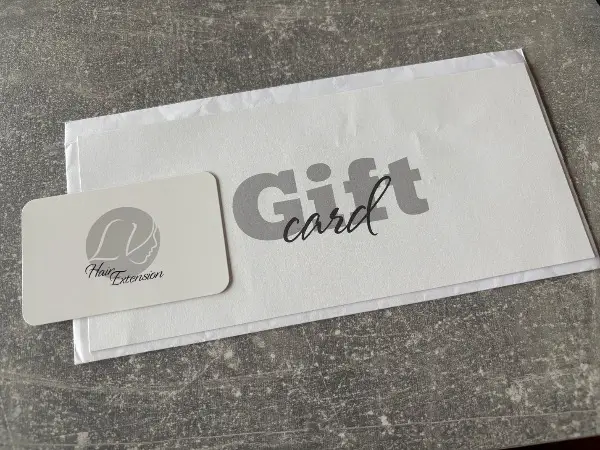 Gift
card
Hair
Extension